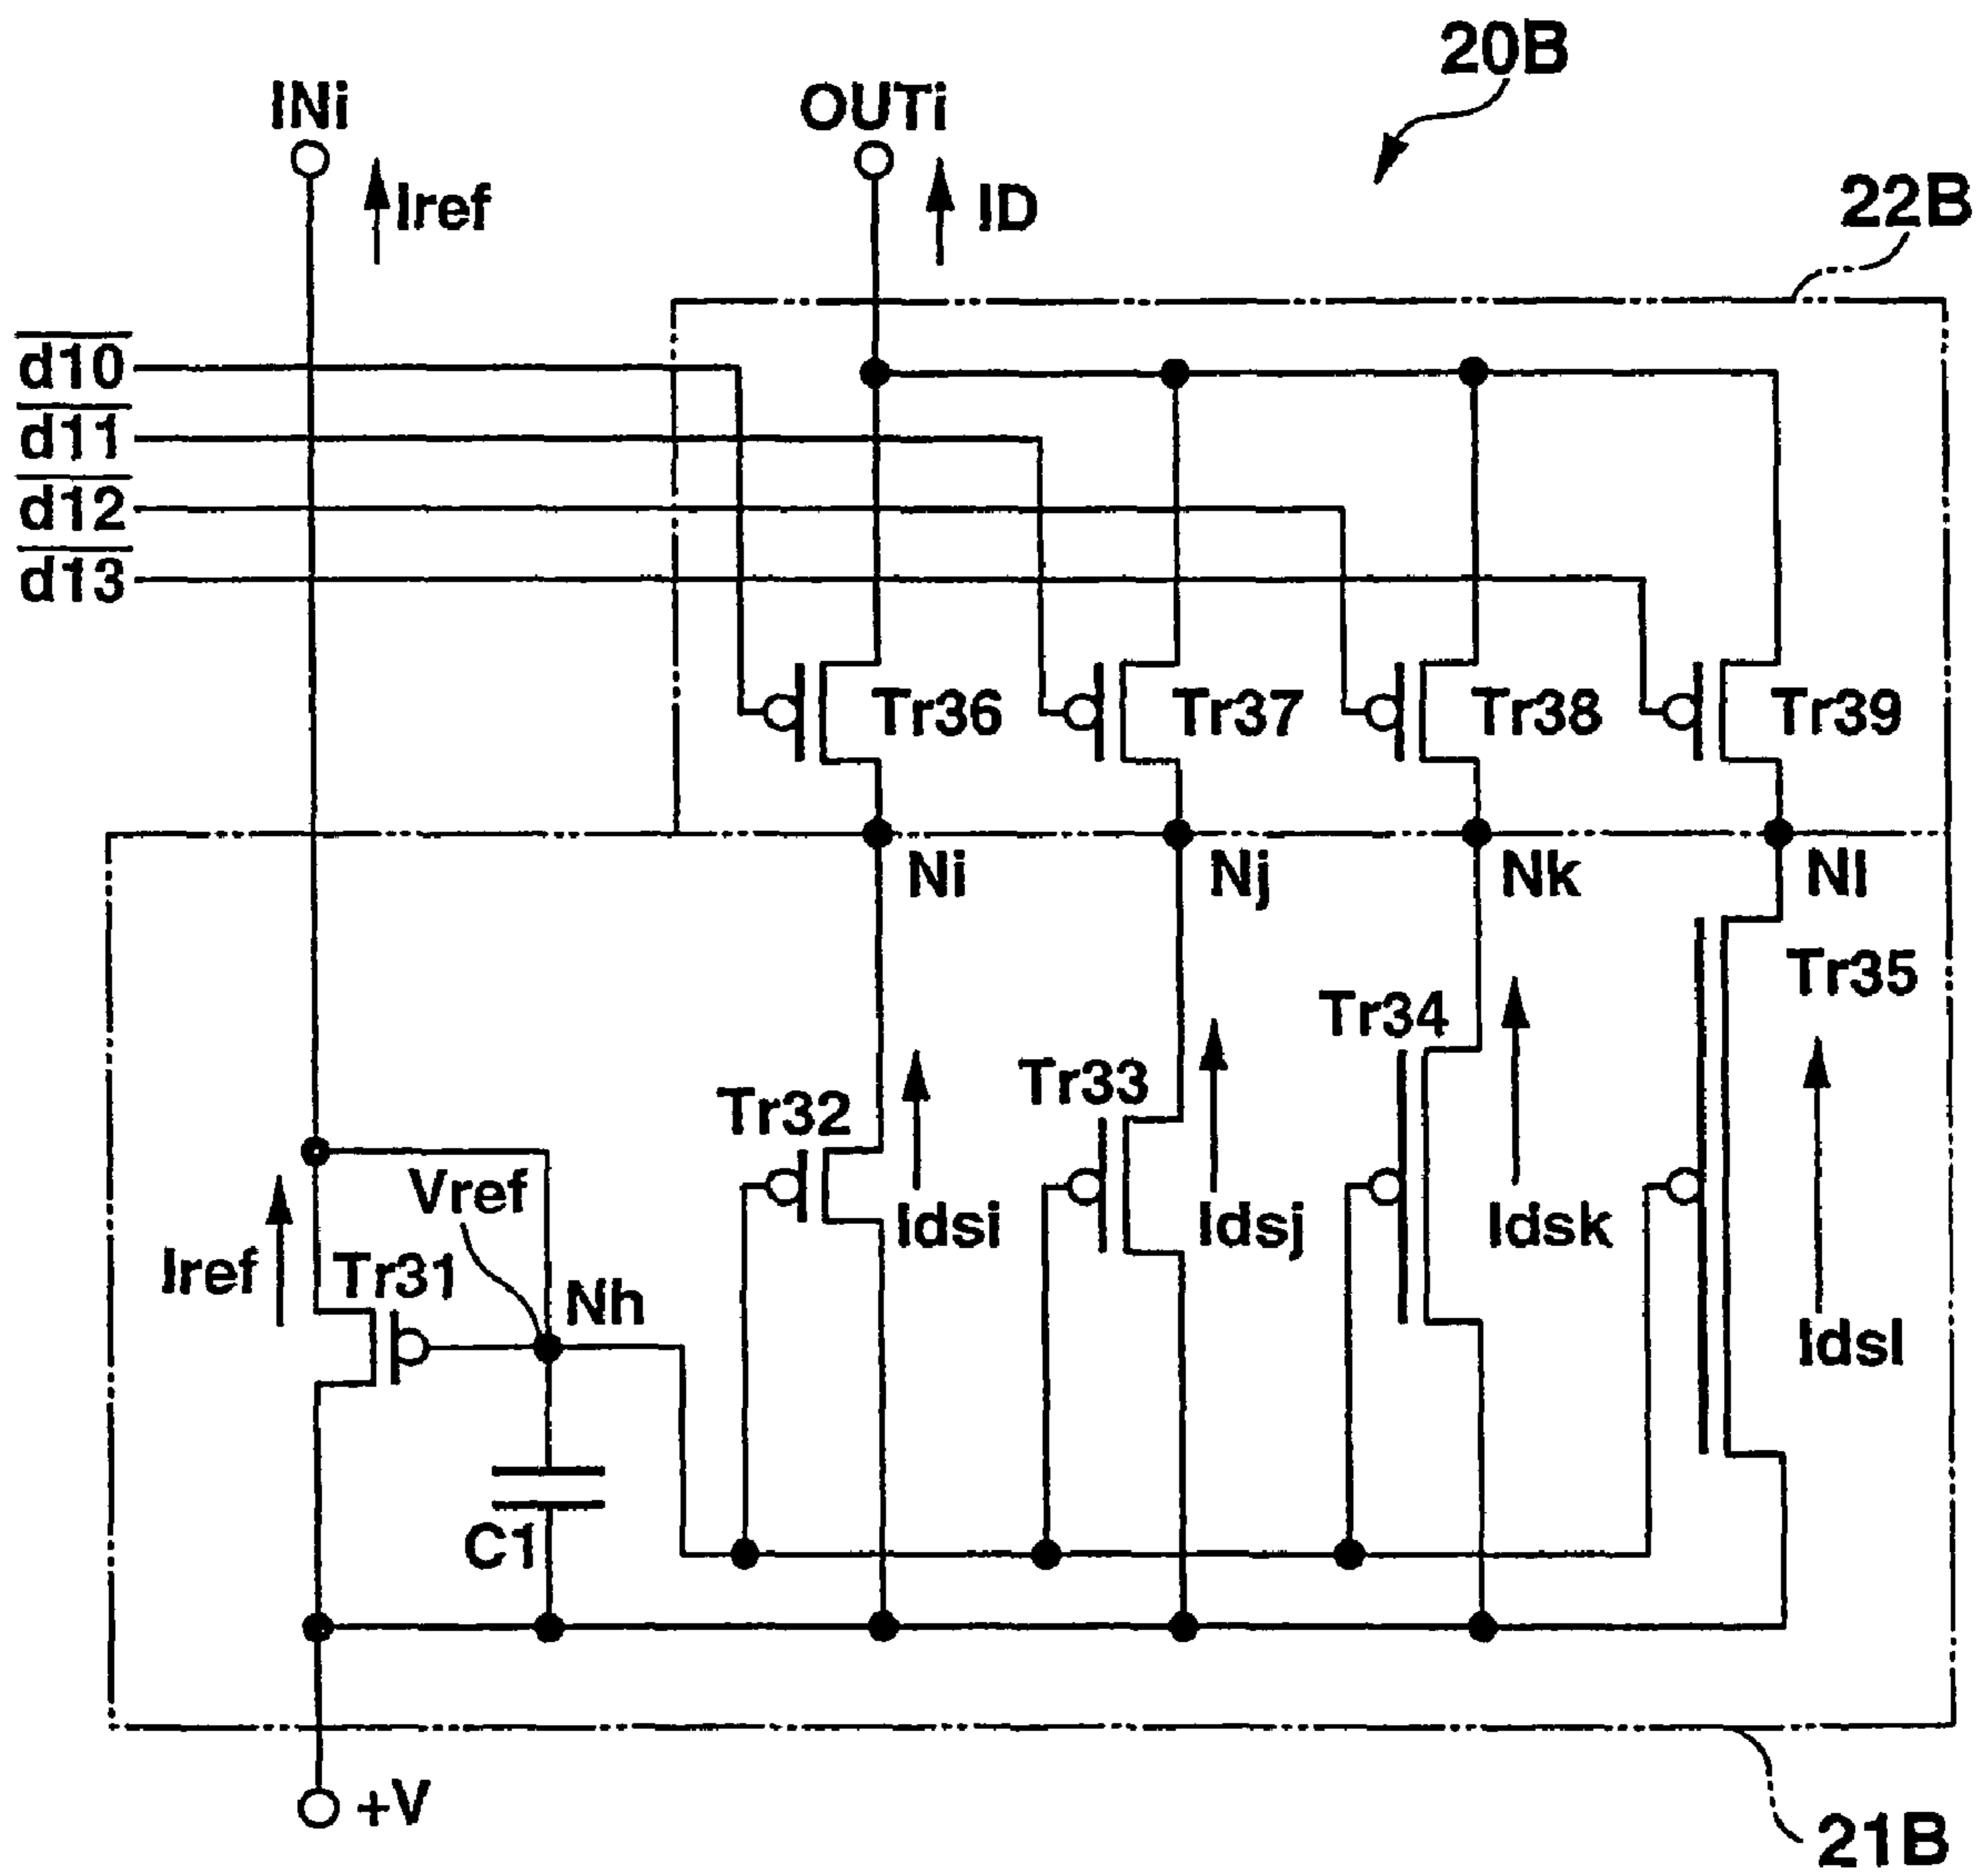 20B
INi
OUTi
Iref
ID
22B
d10
d11
d12
d13
Tr36
Tr37
Tr38
Tr39
Ni
Nj
Nk
Nl
Tr35
Tr34
Tr33
Tr32
Vref
Idsi
Idsj
Idsk
Iref
Tr31
Nh
Idsl
C1
+V
21B